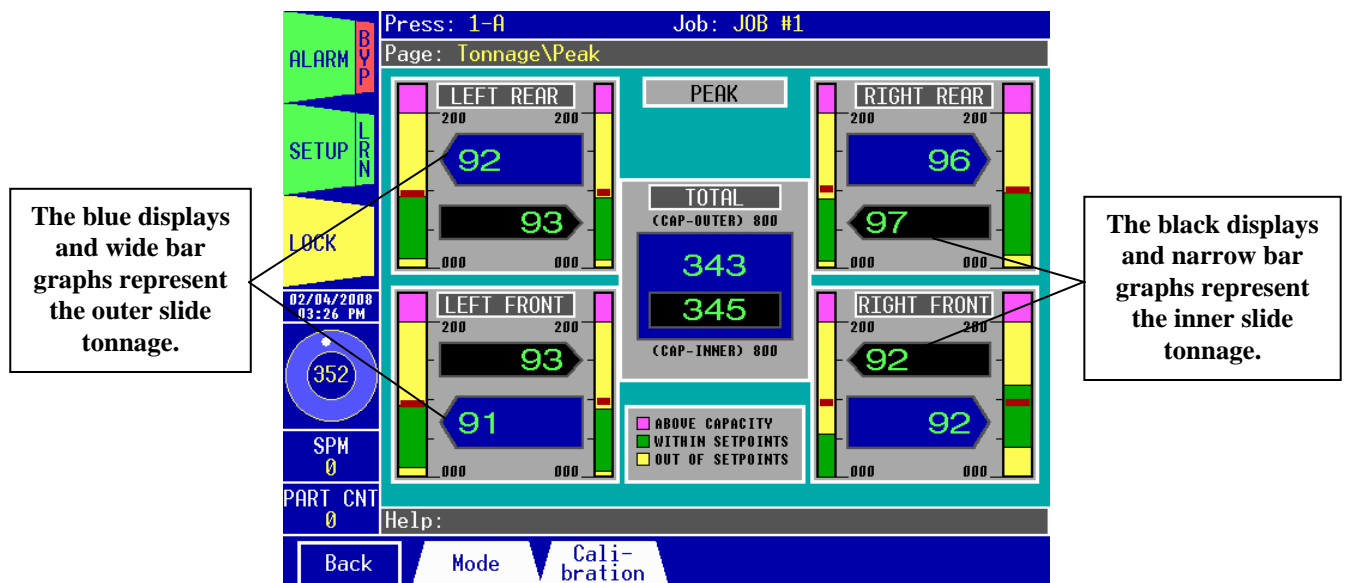 Press: 1-A Job: JOB #1
Page: Tonnage\Peak
ALARM BYP
SETUP LRN
LOCK
02/04/2008
03:26 PM
352
SPM
0
PART CNT
0
LEFT REAR
200 200
92
93
000 000
PEAK
RIGHT REAR
200 200
96
97
000 000
TOTAL
(CAP-OUTER) 800
343
345
(CAP-INNER) 800
LEFT FRONT
200 200
93
91
000 000
RIGHT FRONT
200 200
92
92
000 000
ABOVE CAPACITY
WITHIN SETPOINTS
OUT OF SETPOINTS
Help:
Back
Mode
Cali-
bration
The blue displays
and wide bar
graphs represent
the outer slide
tonnage.
The black displays
and narrow bar
graphs represent
the inner slide
tonnage.